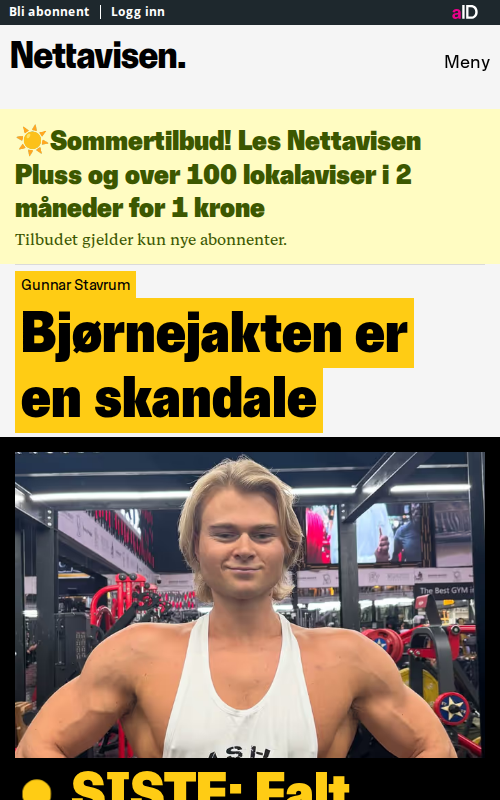 Bli abonnent | Logg inn
aID
Nettavisen.
Meny
☀️Sommertilbud! Les Nettavisen
Pluss og over 100 lokalaviser i 2
måneder for 1 krone
Tilbudet gjelder kun nye abonnenter.
Gunnar Stavrum
Bjørnejakten er
en skandale
The Best GYM
ASH
● SISTE: Falt